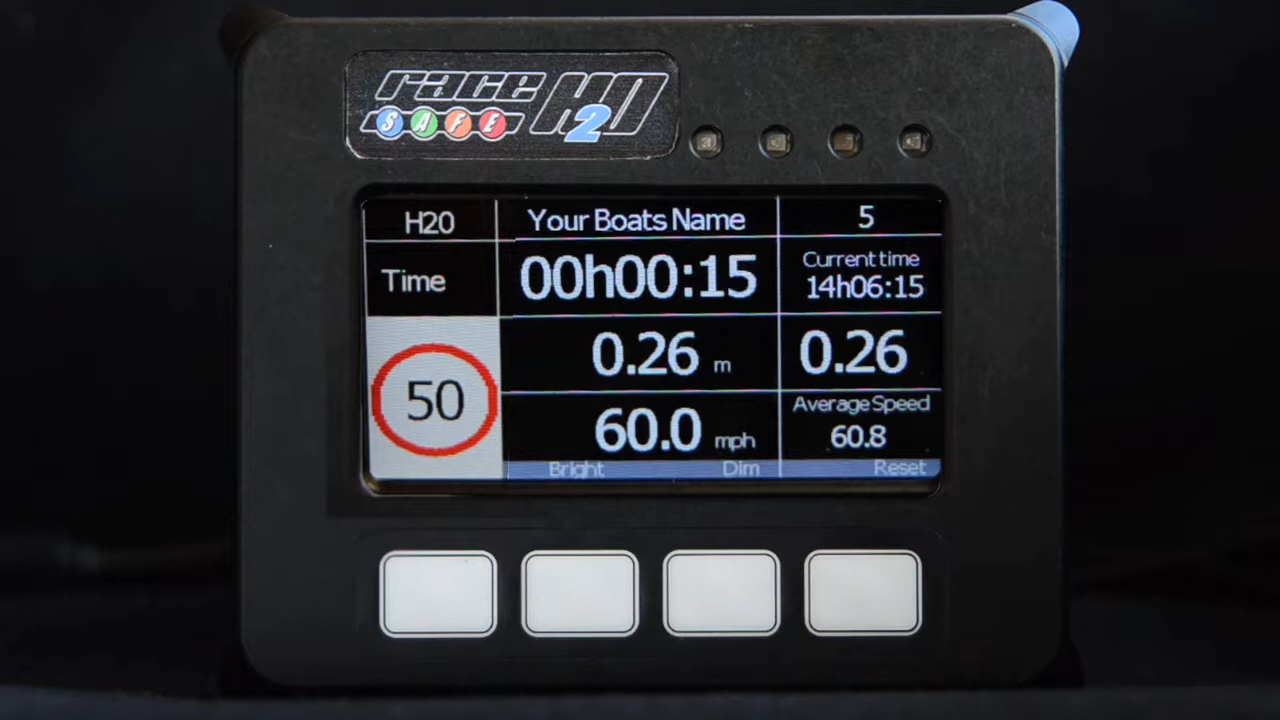 race H2O
SAFE
H20 Your Boats Name 5
Time 00h00:15 Current time
14h06:15
0.26 m 0.26
50
60.0 mph Average Speed
60.8
Bright Dim Reset